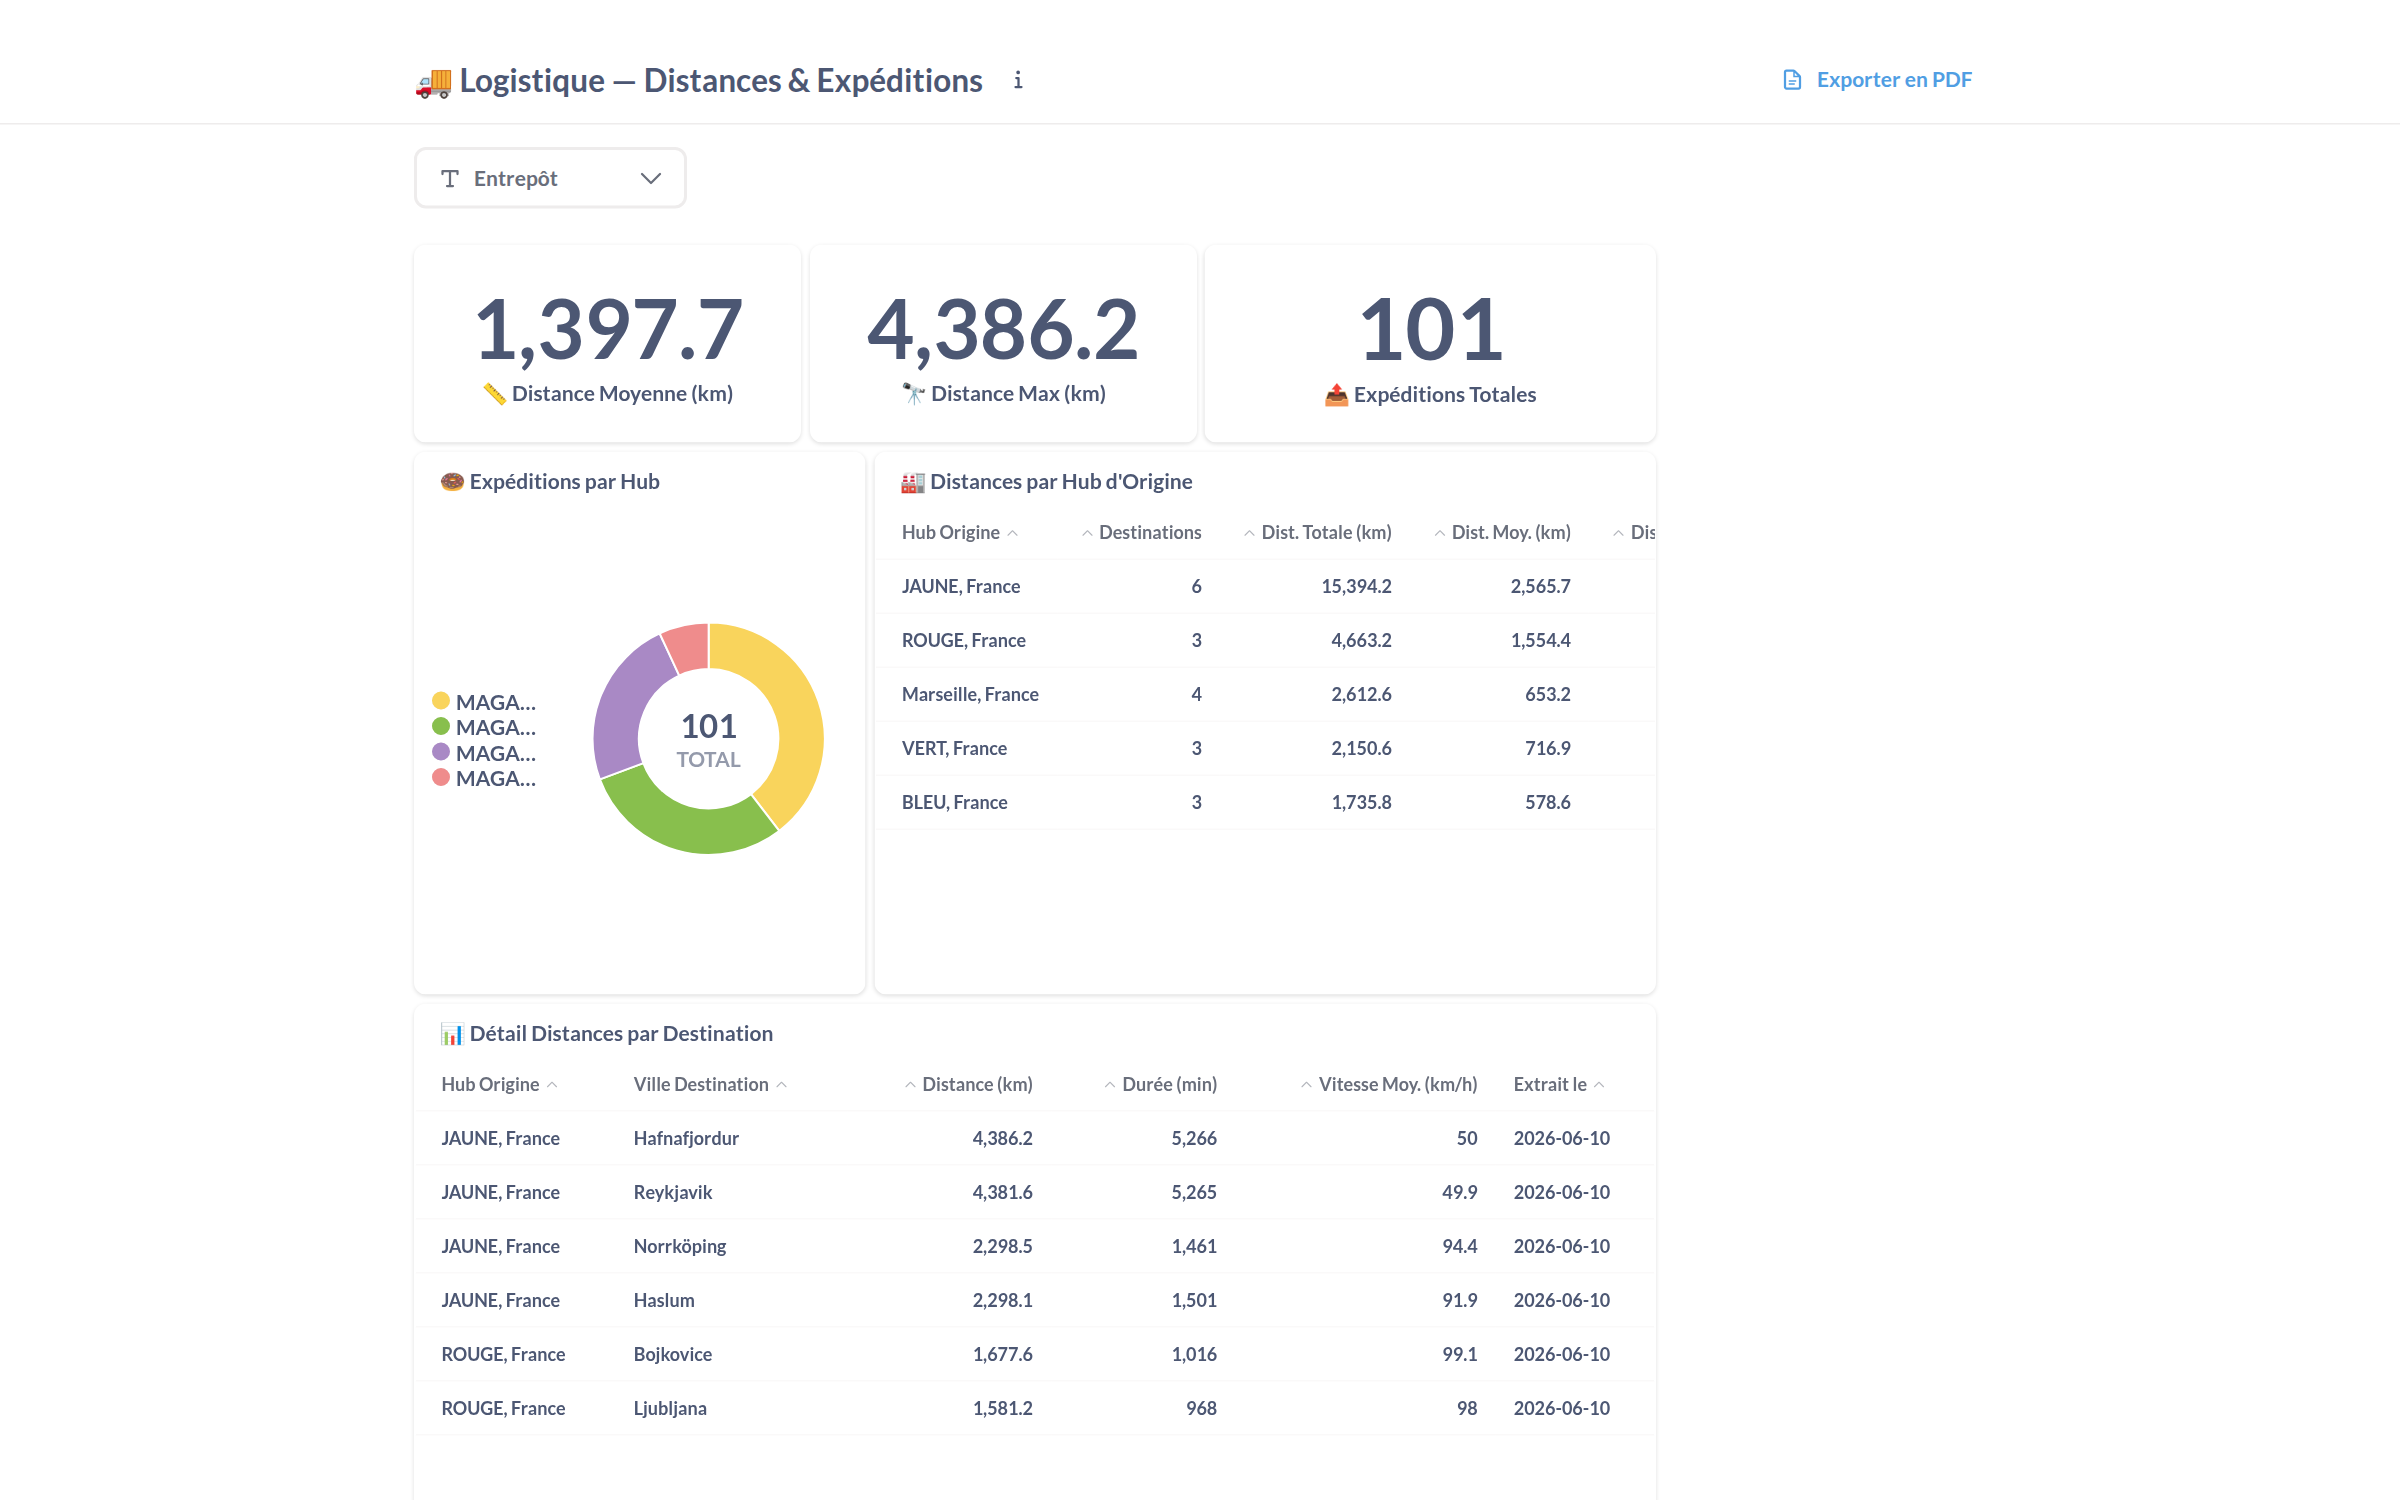 Logistique — Distances & Expéditions
Exporter en PDF
Entrepôt
1,397.7
Distance Moyenne (km)
4,386.2
Distance Max (km)
101
Expéditions Totales
Expéditions par Hub
MAGA...
MAGA...
MAGA...
MAGA...
101
TOTAL
Distances par Hub d'Origine
Hub Origine Destinations Dist. Totale (km) Dist. Moy. (km) Dis
JAUNE, France 6 15,394.2 2,565.7
ROUGE, France 3 4,663.2 1,554.4
Marseille, France 4 2,612.6 653.2
VERT, France 3 2,150.6 716.9
BLEU, France 3 1,735.8 578.6
Détail Distances par Destination
Hub Origine Ville Destination Distance (km) Durée (min) Vitesse Moy. (km/h) Extrait le
JAUNE, France Hafnafjordur 4,386.2 5,266 50 2026-06-10
JAUNE, France Reykjavik 4,381.6 5,265 49.9 2026-06-10
JAUNE, France Norrköping 2,298.5 1,461 94.4 2026-06-10
JAUNE, France Haslum 2,298.1 1,501 91.9 2026-06-10
ROUGE, France Bojkovice 1,677.6 1,016 99.1 2026-06-10
ROUGE, France Ljubljana 1,581.2 968 98 2026-06-10